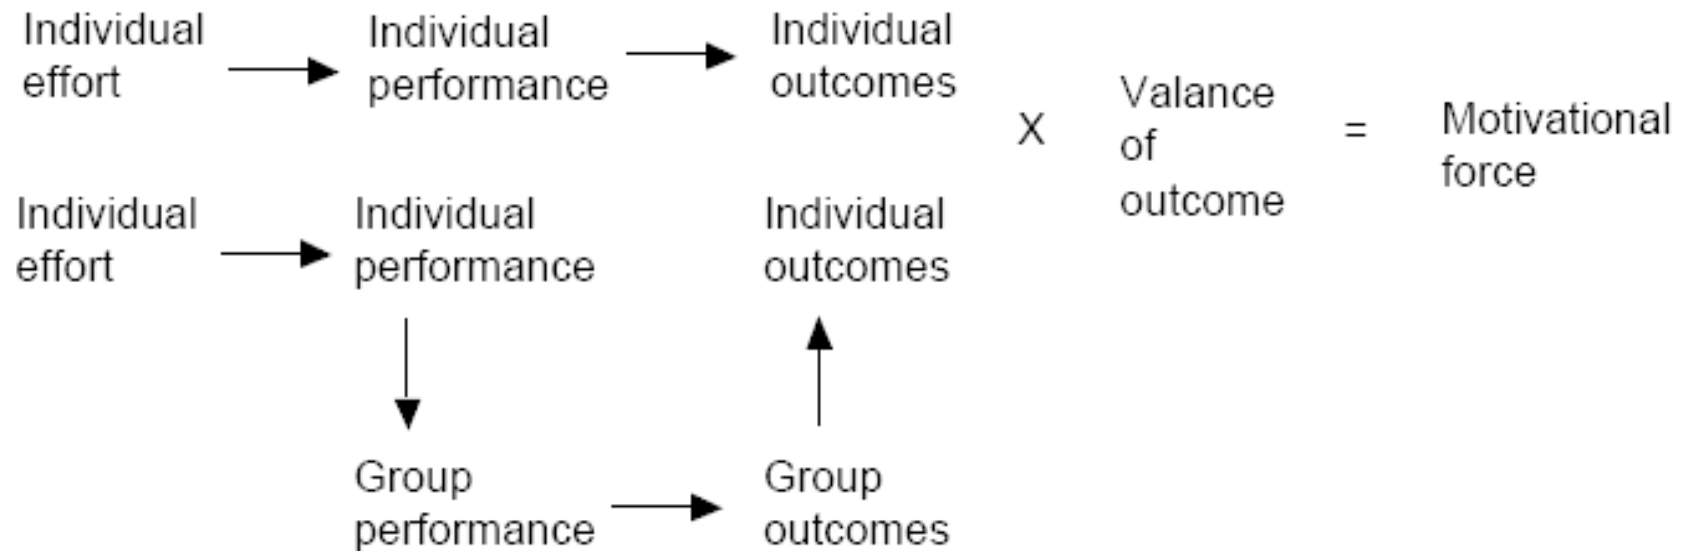 Individual
effort
Individual
performance
Individual
outcomes
X
Valance
of
outcome
=
Motivational
force
Individual
effort
Individual
performance
Individual
outcomes
Group
performance
Group
outcomes